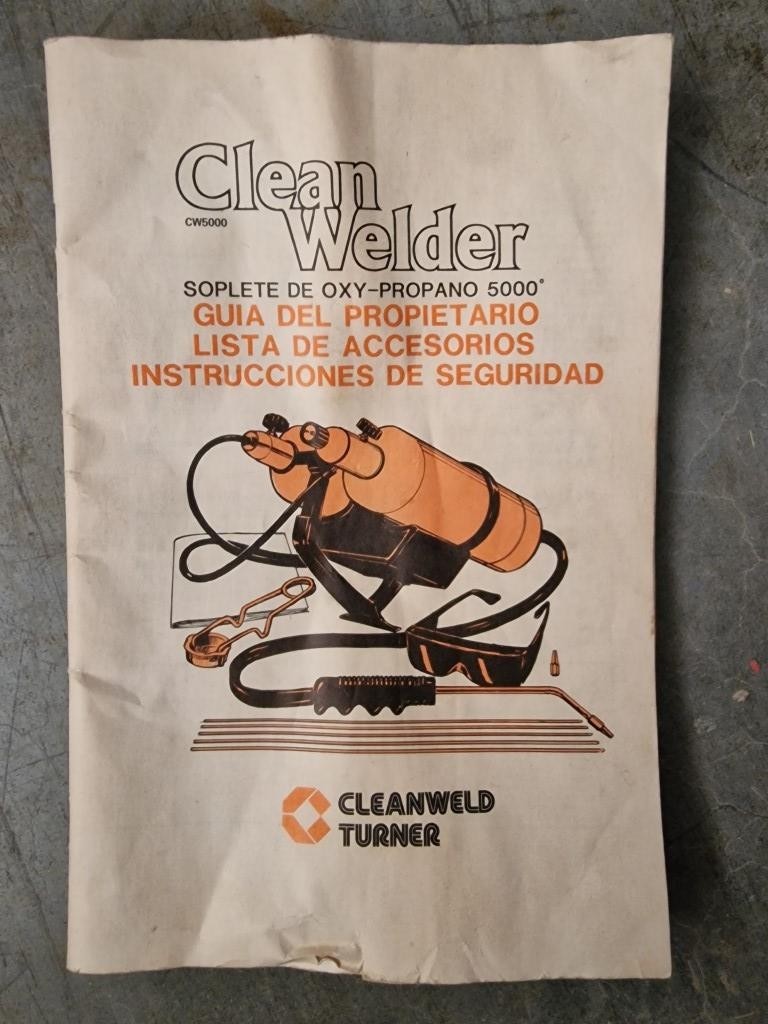 Clean
CW5000
Welder
SOPLETE DE OXY-PROPANO 5000°
GUIA DEL PROPIETARIO
LISTA DE ACCESORIOS
INSTRUCCIONES DE SEGURIDAD
CLEANWELD
TURNER